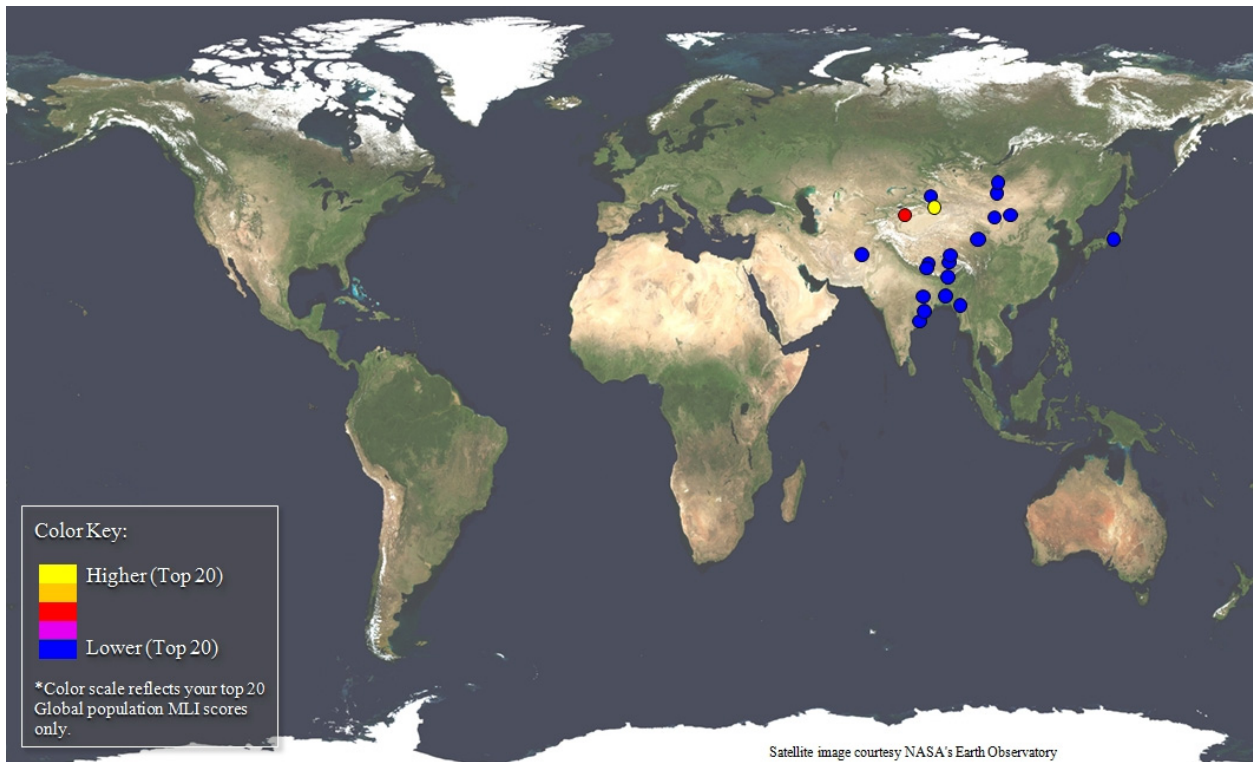 Color Key:
Higher (Top 20)
Lower (Top 20)
*Color scale reflects your top 20
Global population MLI scores
only.
Satellite image courtesy NASA's Earth Observatory